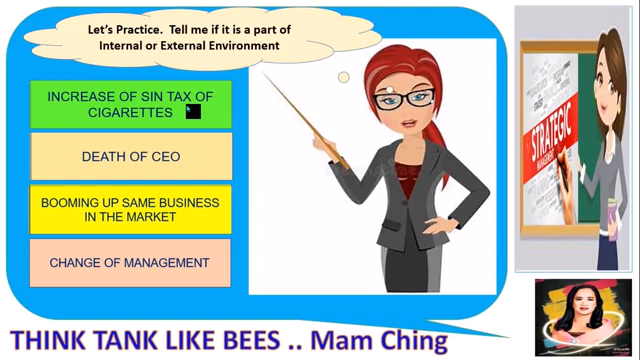 Let's Practice. Tell me if it is a part of
Internal or External Environment
INCREASE OF SIN TAX OF
CIGARETTES
DEATH OF CEO
BOOMING UP SAME BUSINESS
IN THE MARKET
CHANGE OF MANAGEMENT
STRATEGIC
THINK TANK LIKE BEES .. Mam Ching